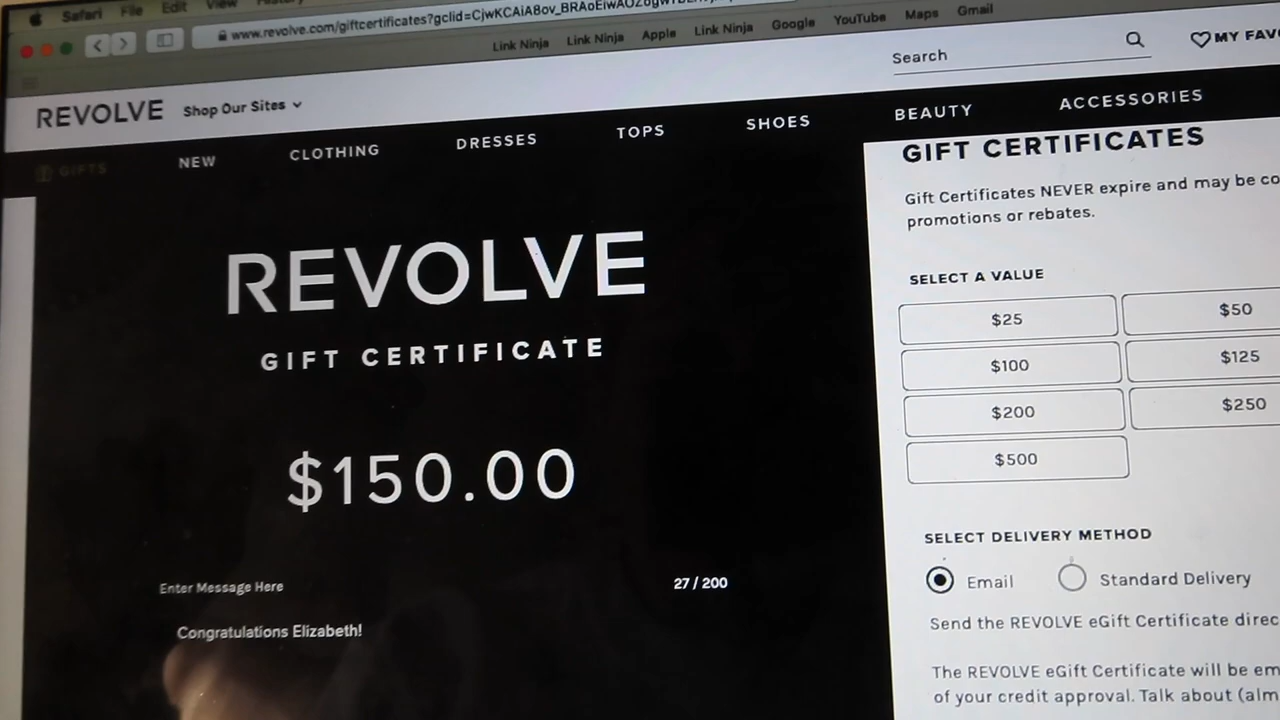 Safari File Edit View History
www.revolve.com/giftcertificates?gclid=
Link Ninja Link Ninja Apple Link Ninja Google YouTube Maps Gmail
REVOLVE Shop Our Sites
Search
MY FAV
GIFTS NEW CLOTHING DRESSES TOPS SHOES BEAUTY ACCESSORIES
REVOLVE
GIFT CERTIFICATE
$150.00
Enter Message Here 27 / 200
Congratulations Elizabeth!
GIFT CERTIFICATES
Gift Certificates NEVER expire and may be co
promotions or rebates.
SELECT A VALUE
$25 $50
$100 $125
$200 $250
$500
SELECT DELIVERY METHOD
Email Standard Delivery
Send the REVOLVE eGift Certificate direc
The REVOLVE eGift Certificate will be em
of your credit approval. Talk about (alm